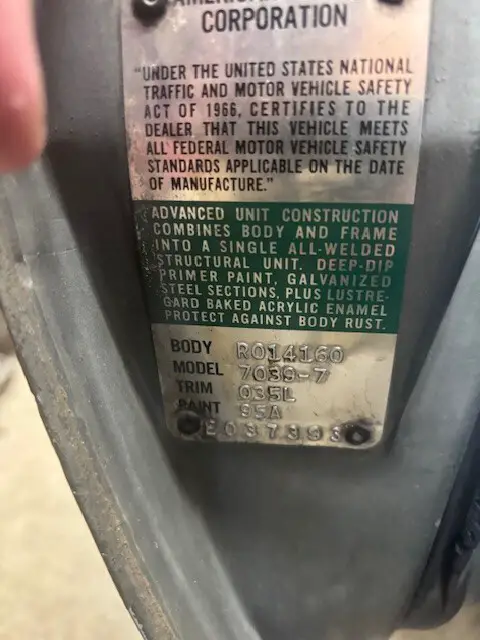 AMERICAN
CORPORATION
"UNDER THE UNITED STATES NATIONAL
TRAFFIC AND MOTOR VEHICLE SAFETY
ACT OF 1966, CERTIFIES TO THE
DEALER THAT THIS VEHICLE MEETS
ALL FEDERAL MOTOR VEHICLE SAFETY
STANDARDS APPLICABLE ON THE DATE
OF MANUFACTURE."
ADVANCED UNIT CONSTRUCTION
COMBINES BODY AND FRAME
INTO A SINGLE ALL-WELDED
STRUCTURAL UNIT. DEEP-DIP
PRIMER PAINT, GALVANIZED
STEEL SECTIONS, PLUS LUSTRE-
GARD BAKED ACRYLIC ENAMEL
PROTECT AGAINST BODY RUST.
BODY R014160
MODEL 7039-7
TRIM 035L
PAINT 95A
E037393